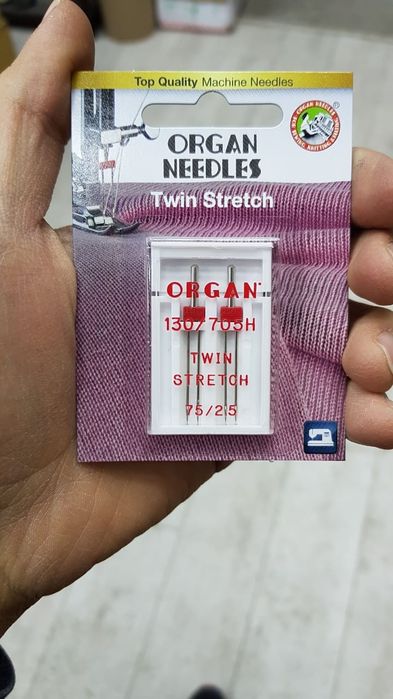 Top Quality Machine Needles
ORGAN
NEEDLES
Twin Stretch
ORGAN
130/705H
TWIN
STRETCH
75/2.5